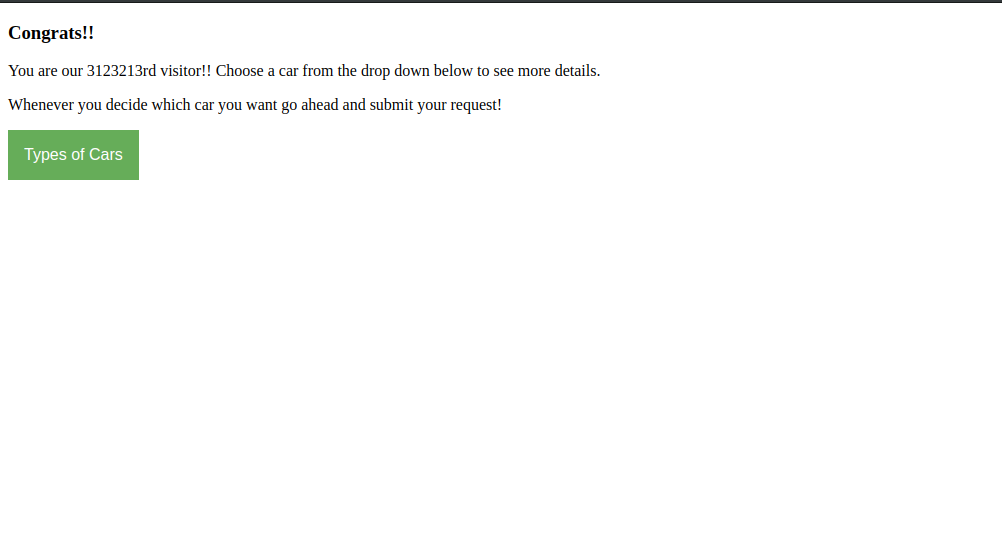 Congrats!!
You are our 3123213rd visitor!! Choose a car from the drop down below to see more details.
Whenever you decide which car you want go ahead and submit your request!
Types of Cars